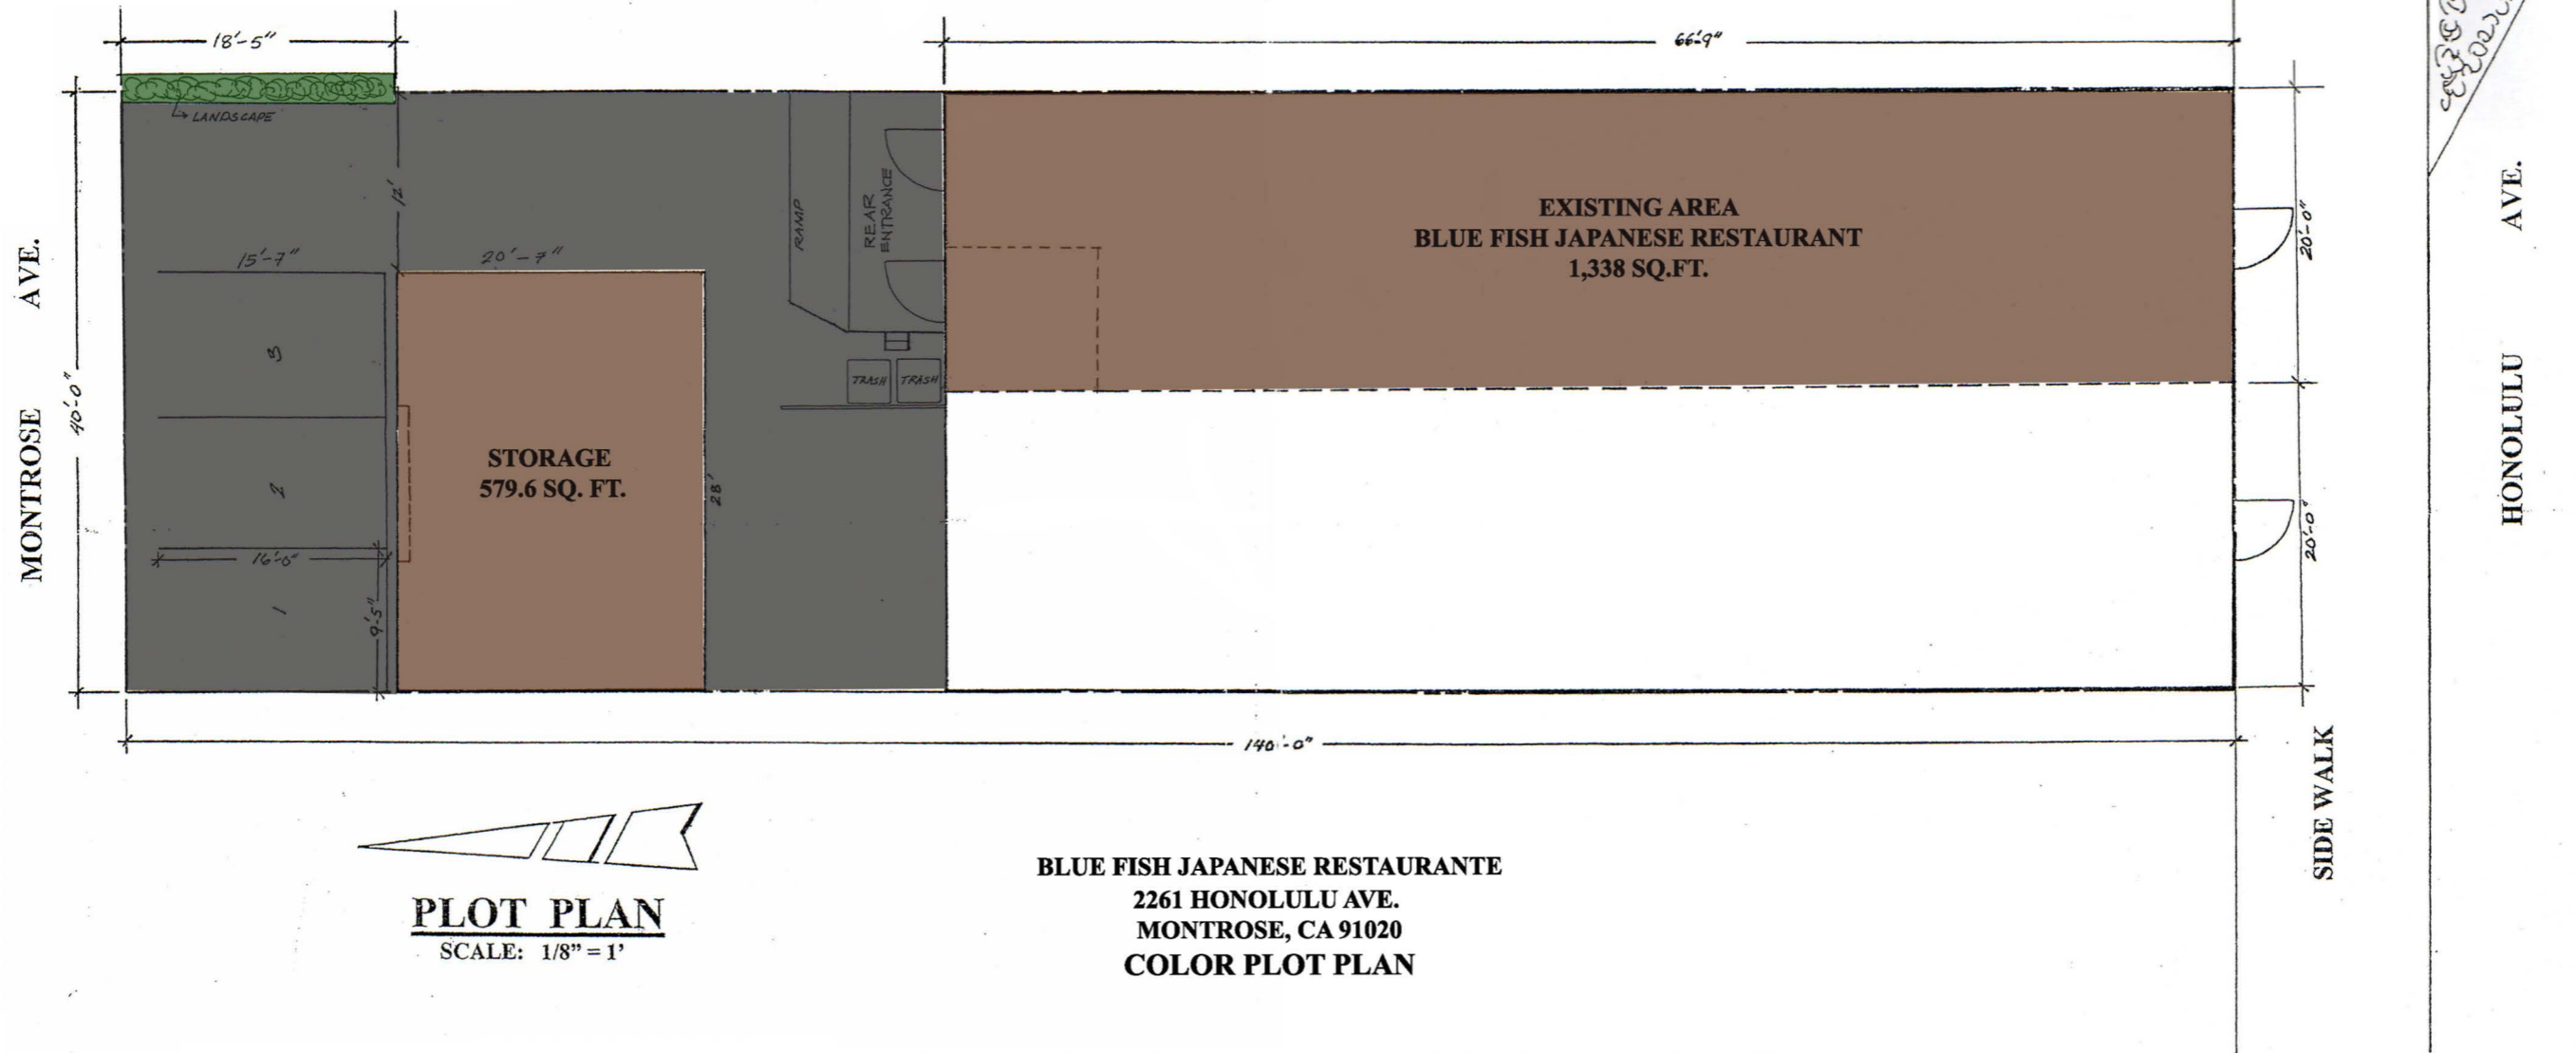 18'-5"
66'-9"
LANDSCAPE
12'
RAMP
REAR
ENTRANCE
EXISTING AREA
BLUE FISH JAPANESE RESTAURANT
1,338 SQ.FT.
20'-0"
MONTROSE AVE.
40'-0"
15'-7"
20'-7"
3
TRASH
TRASH
HONOLULU AVE.
2
STORAGE
579.6 SQ. FT.
28'
20'-0"
16'-0"
1
9'-5"
140'-0"
SIDE WALK
PLOT PLAN
SCALE: 1/8” = 1’
BLUE FISH JAPANESE RESTAURANTE
2261 HONOLULU AVE.
MONTROSE, CA 91020
COLOR PLOT PLAN